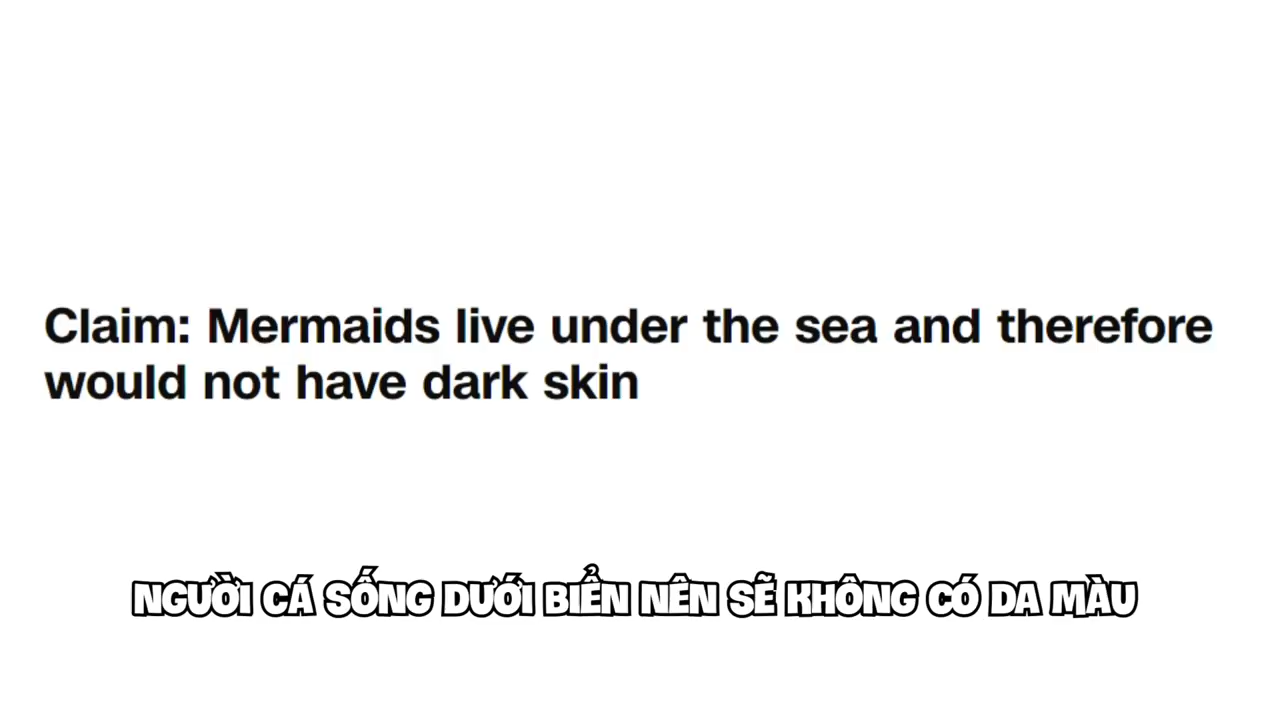 Claim: Mermaids live under the sea and therefore
would not have dark skin
NGƯỜI CÁ SỐNG DƯỚI BIỂN NÊN SẼ KHÔNG CÓ DA MÀU